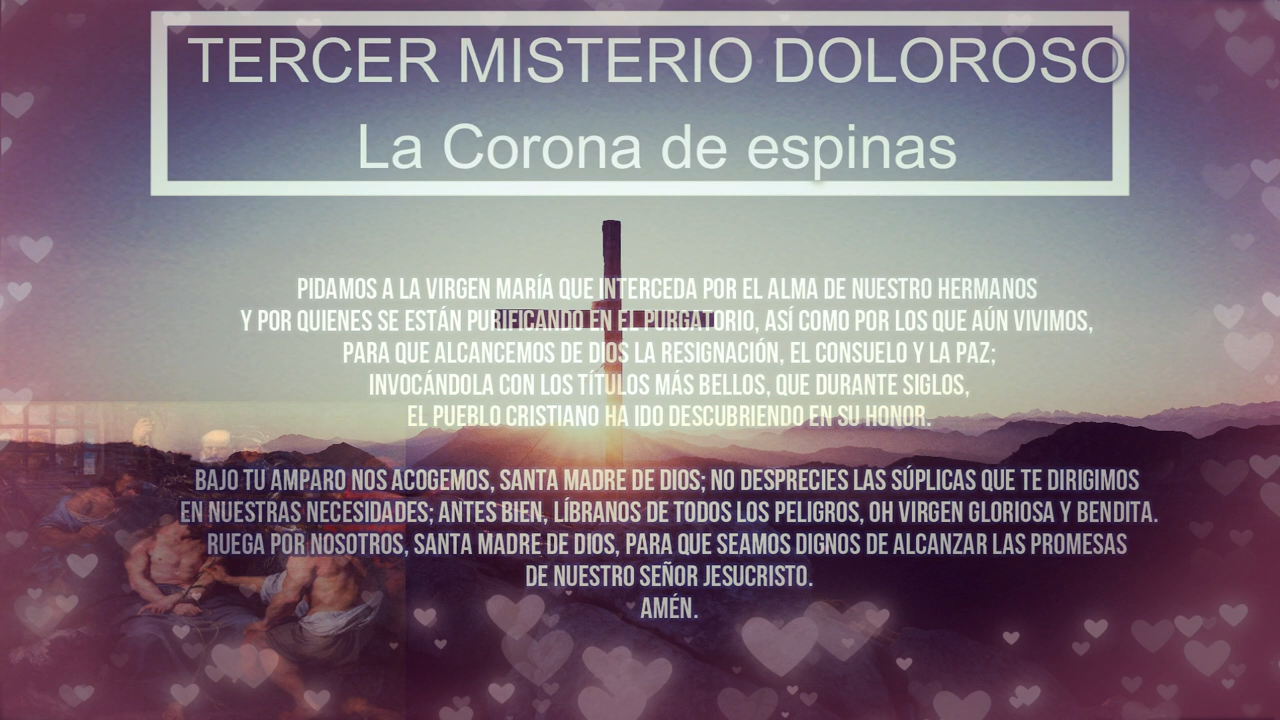 TERCER MISTERIO DOLOROSO
La Corona de espinas
PIDAMOS A LA VIRGEN MARÍA QUE INTERCEDA POR EL ALMA DE NUESTRO HERMANOS
Y POR QUIENES SE ESTÁN PURIFICANDO EN EL PURGATORIO, ASÍ COMO POR LOS QUE AÚN VIVIMOS,
PARA QUE ALCANCEMOS DE DIOS LA RESIGNACIÓN, EL CONSUELO Y LA PAZ;
INVOCÁNDOLA CON LOS TÍTULOS MÁS BELLOS, QUE DURANTE SIGLOS,
EL PUEBLO CRISTIANO HA IDO DESCUBRIENDO EN SU HONOR.
BAJO TU AMPARO NOS ACOGEMOS, SANTA MADRE DE DIOS; NO DESPRECIES LAS SÚPLICAS QUE TE DIRIGIMOS
EN NUESTRAS NECESIDADES; ANTES BIEN, LÍBRANOS DE TODOS LOS PELIGROS, OH VIRGEN GLORIOSA Y BENDITA.
RUEGA POR NOSOTROS, SANTA MADRE DE DIOS, PARA QUE SEAMOS DIGNOS DE ALCANZAR LAS PROMESAS
DE NUESTRO SEÑOR JESUCRISTO.
AMÉN.